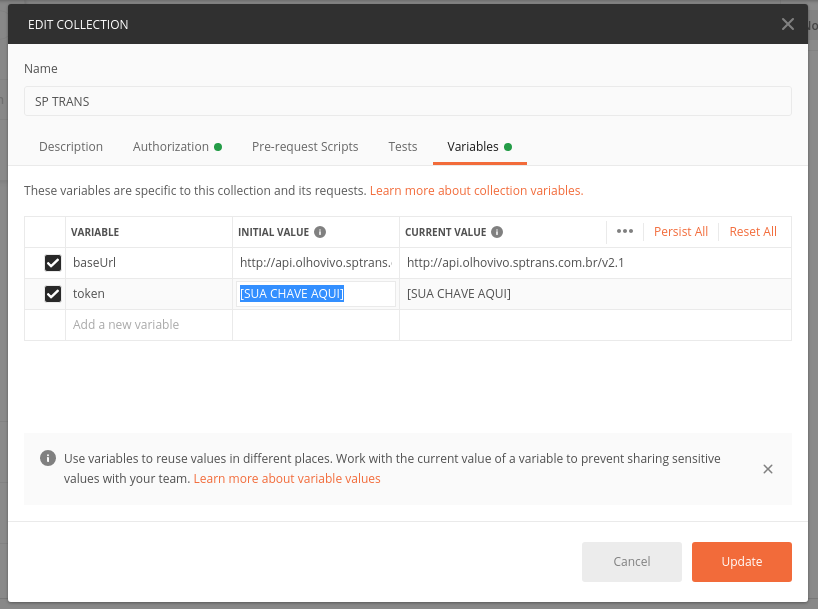 EDIT COLLECTION
Name
SP TRANS
Description Authorization Pre-request Scripts Tests Variables
These variables are specific to this collection and its requests. Learn more about collection variables.
VARIABLE INITIAL VALUE CURRENT VALUE ••• Persist All Reset All
baseUrl http://api.olhovivo.sptrans. http://api.olhovivo.sptrans.com.br/v2.1
token [SUA CHAVE AQUI] [SUA CHAVE AQUI]
Add a new variable
Use variables to reuse values in different places. Work with the current value of a variable to prevent sharing sensitive
values with your team. Learn more about variable values
Cancel Update